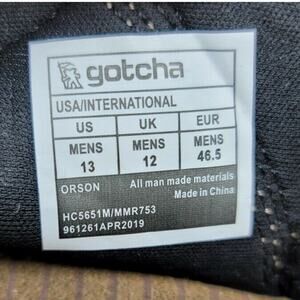 gotcha
USA/INTERNATIONAL
US UK EUR
MENS MENS MENS
13 12 46.5
ORSON All man made materials
Made in China
HC5651M/MMR753
961261APR2019